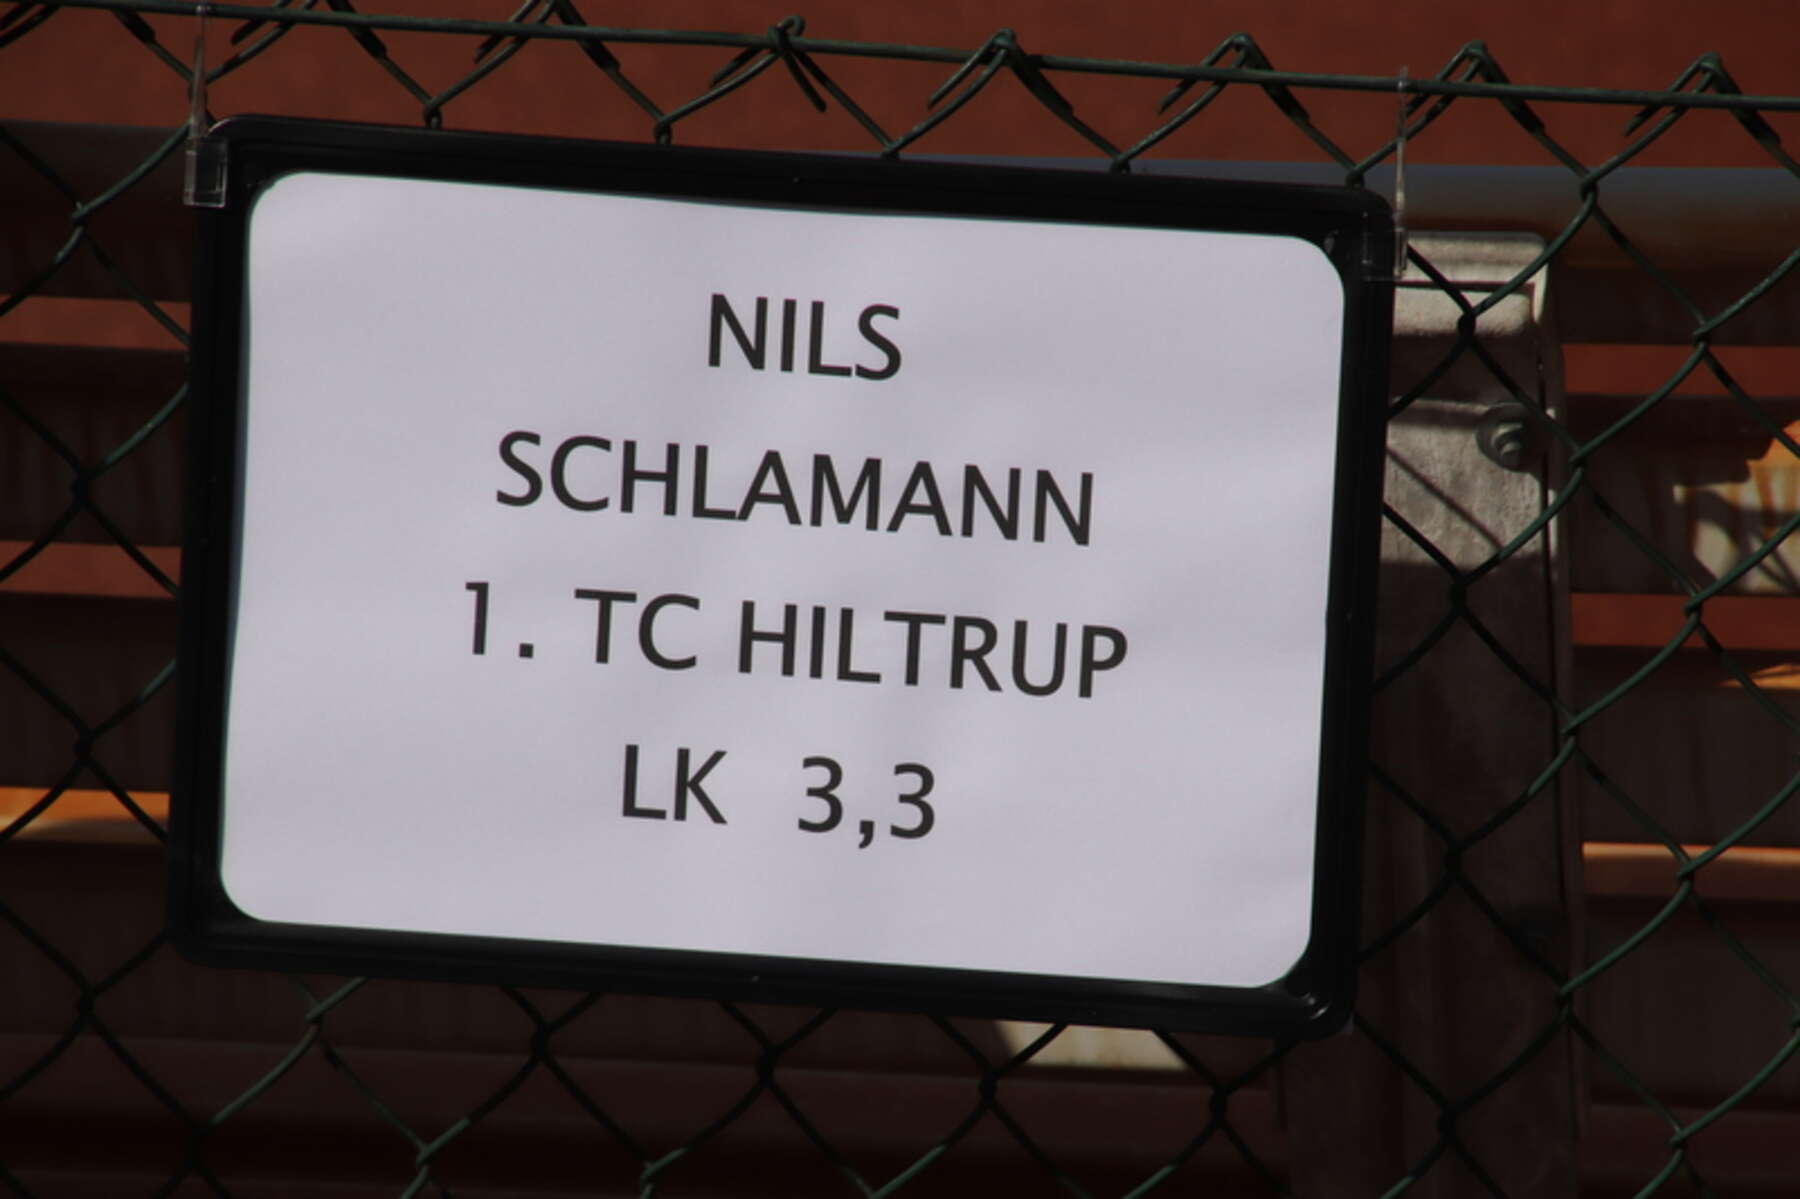 NILS
SCHLAMANN
1. TC HILTRUP
LK 3,3